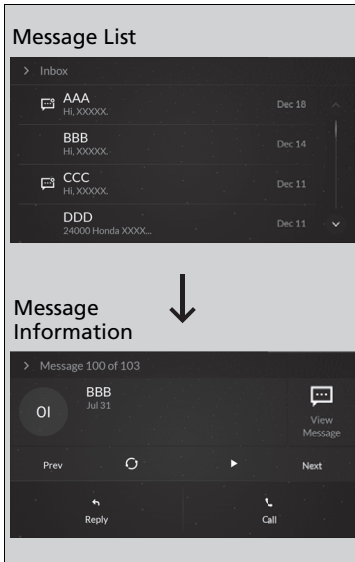 Message List
Inbox
AAA
Dec 18
Hi, XXXXX.
BBB
Dec 14
Hi, XXXXX.
CCC
Dec 11
Hi, XXXXX.
DDD
Dec 11
24000 Honda XXXX...
Message
Information
Message 100 of 103
BBB
Jul 31
OI
View
Message
Prev
Next
Reply
Call